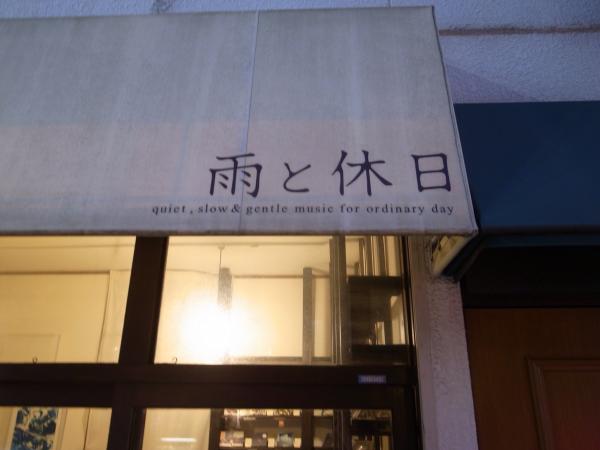 雨と休日
quiet, slow & gentle music for ordinary day